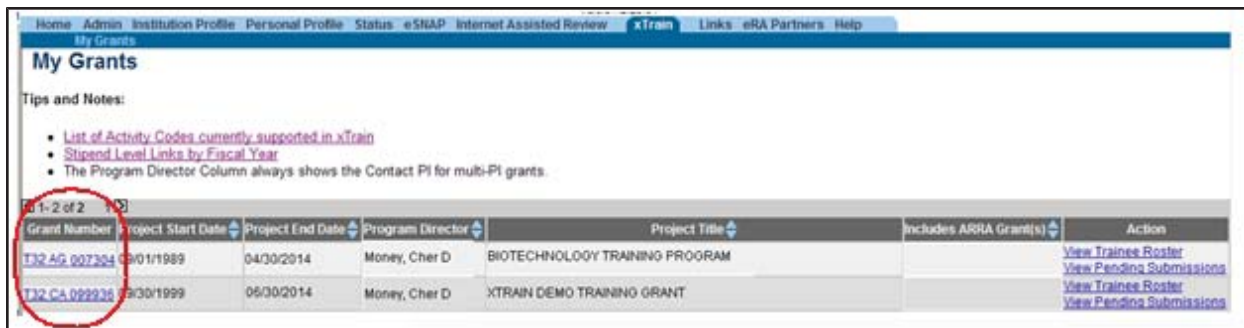 Home Admin Institution Profile Personal Profile Status eSNAP Internet Assisted Review xTrain Links eRA Partners Help
My Grants
My Grants
Tips and Notes:
• List of Activity Codes currently supported in xTrain
• Stipend Level Links by Fiscal Year
• The Program Director Column always shows the Contact PI for multi-PI grants.
1- 2 of 2 1
Grant Number Project Start Date Project End Date Program Director Project Title Includes ARRA Grant(s) Action
T32 AG 007304 09/01/1989 04/30/2014 Money, Cher D BIOTECHNOLOGY TRAINING PROGRAM View Trainee Roster
View Pending Submissions
T32 CA 099936 09/30/1999 06/30/2014 Money, Cher D XTRAIN DEMO TRAINING GRANT View Trainee Roster
View Pending Submissions